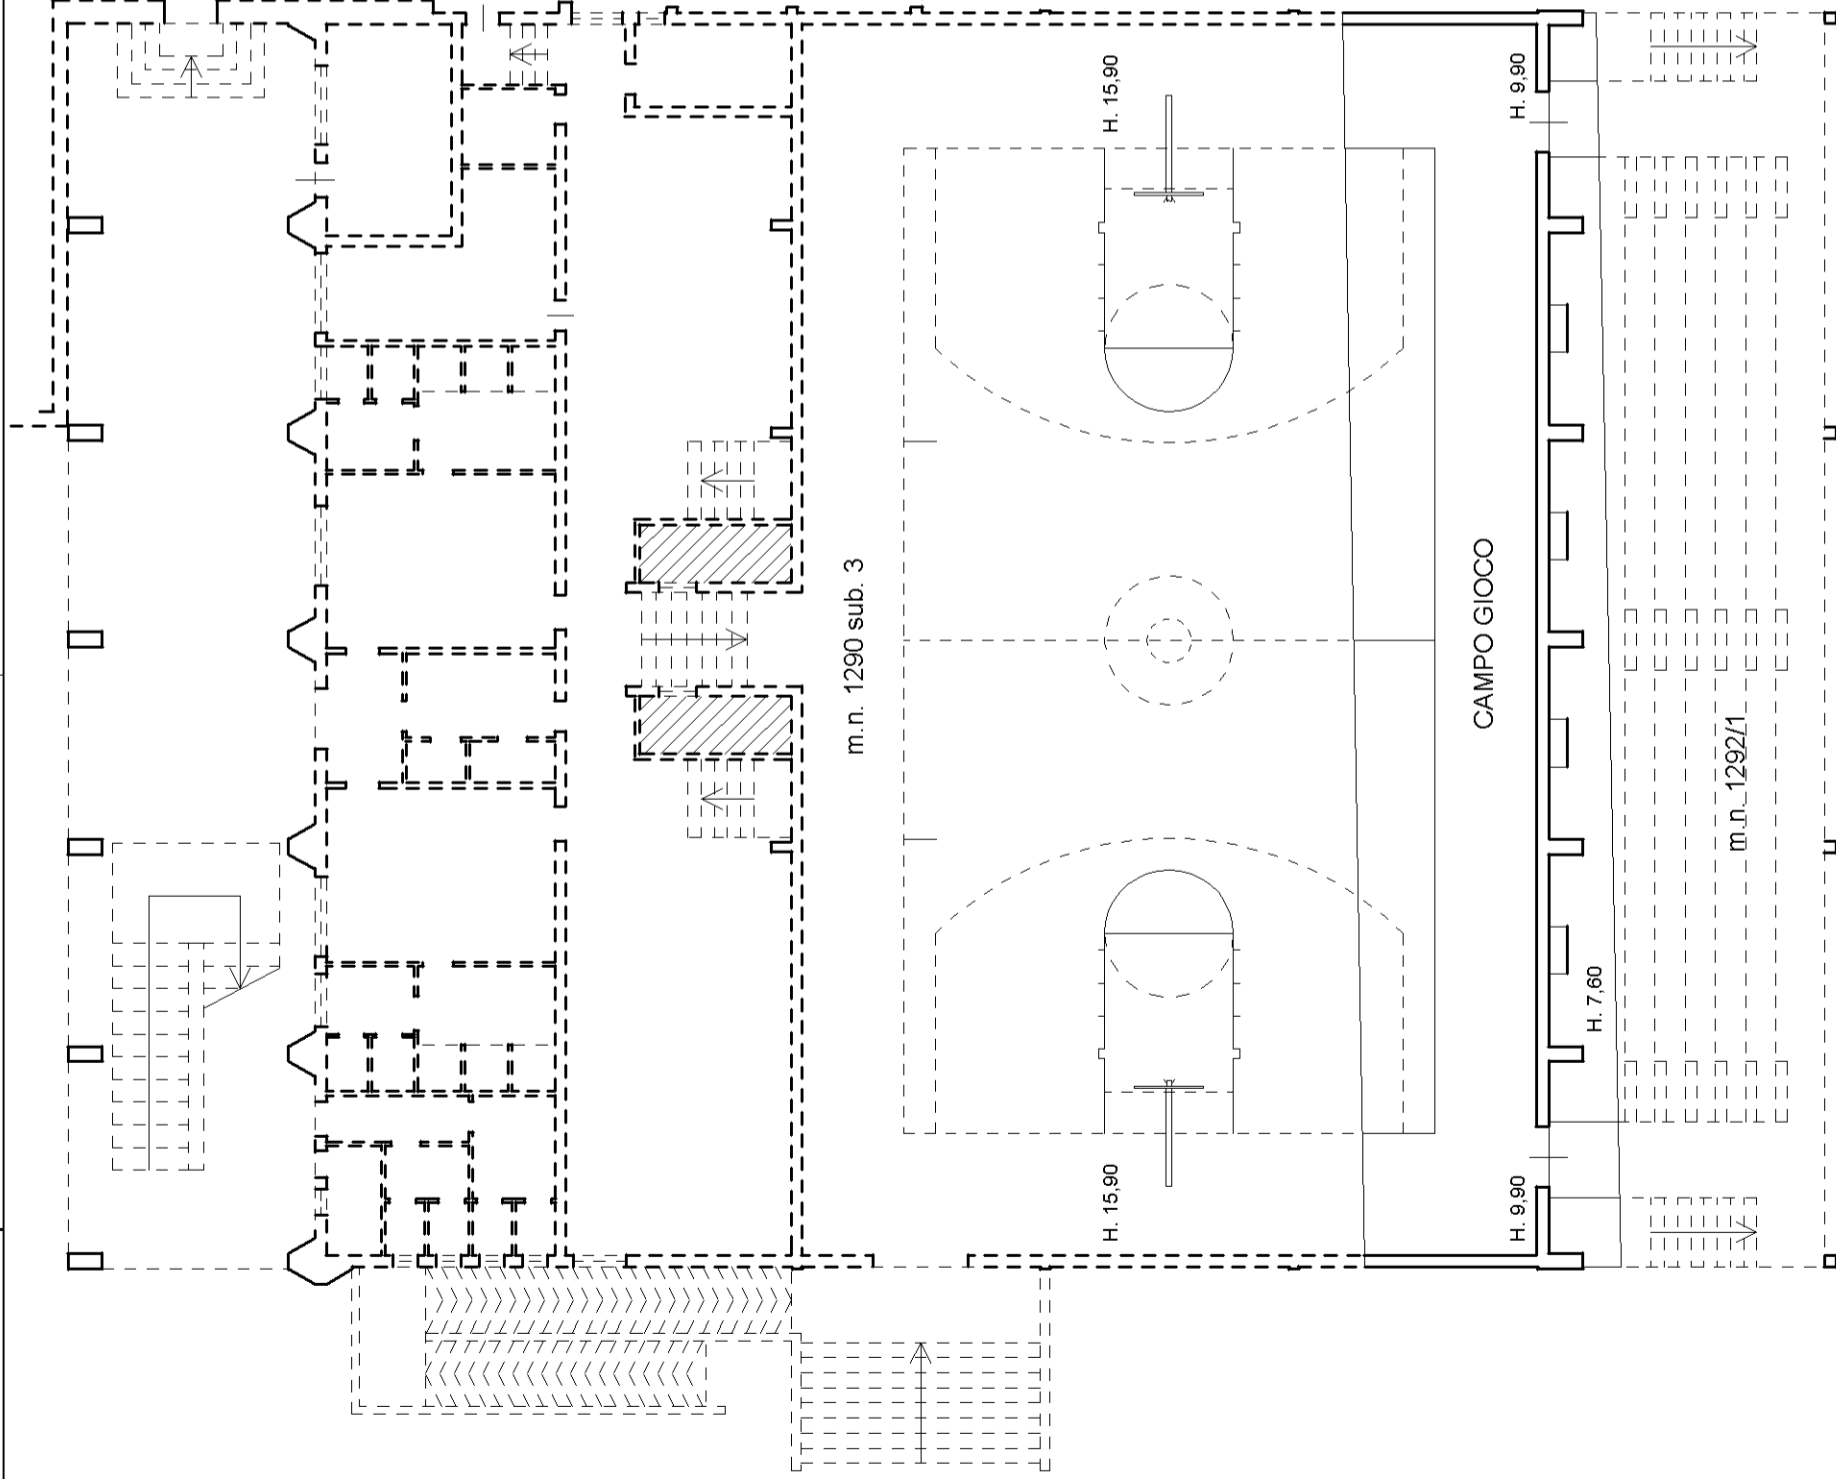 H. 15,90
H. 9,90
m.n. 1290 sub. 3
CAMPO GIOCO
m.n. 1292/1
H. 7,60
H. 15,90
H. 9,90